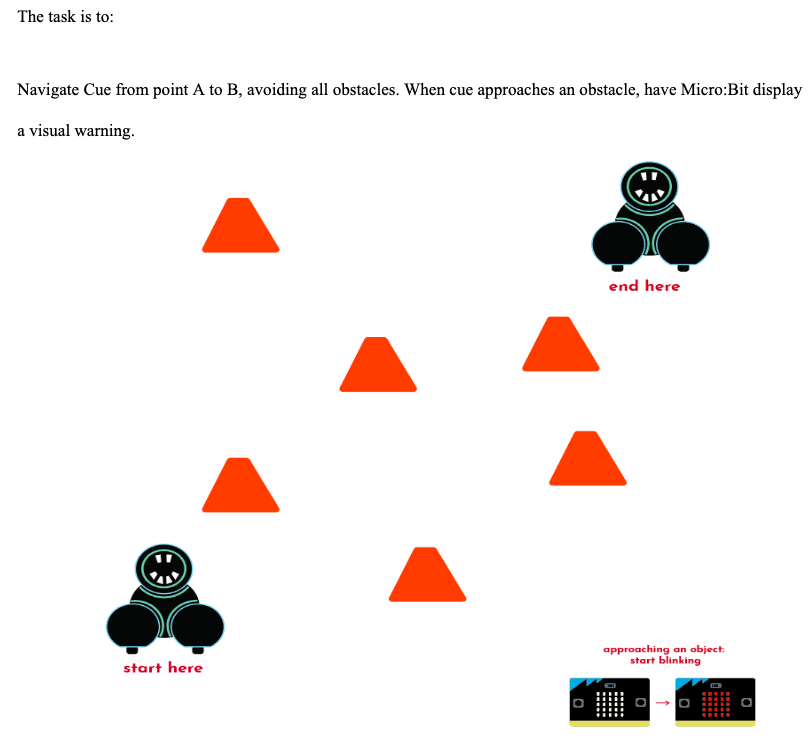 The task is to:
Navigate Cue from point A to B, avoiding all obstacles. When cue approaches an obstacle, have Micro:Bit display
a visual warning.
end here
start here
approaching an object:
start blinking